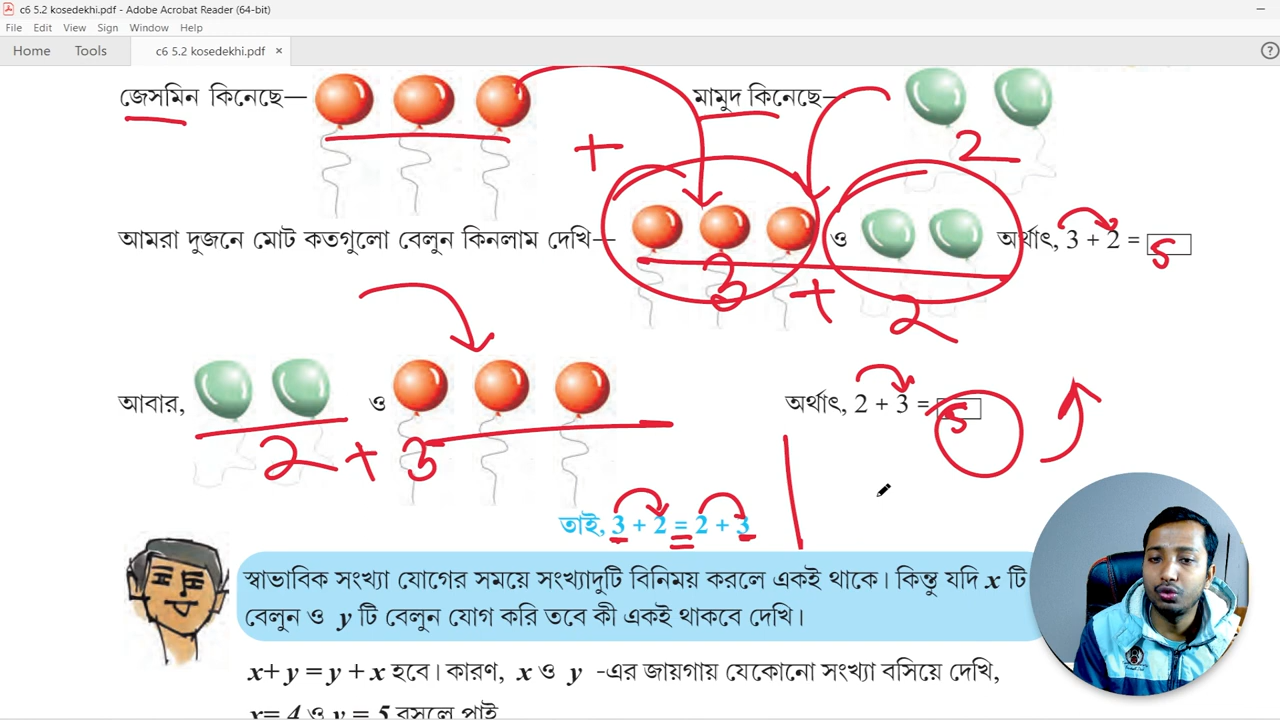 c6 5.2 kosedekhi.pdf - Adobe Acrobat Reader (64-bit)
File Edit View Sign Window Help
Home Tools c6 5.2 kosedekhi.pdf ×
জেসমিন কিনেছে— মামুদ কিনেছে—
+ 2
আমরা দুজনে মোট কতগুলো বেলুন কিনলাম দেখি— ও অর্থাৎ, 3 + 2 = 5
3 + 2
আবার, ও অর্থাৎ, 2 + 3 = 5
2 + 3
তাই, 3 + 2 = 2 + 3
স্বাভাবিক সংখ্যা যোগের সময়ে সংখ্যাদুটি বিনিময় করলে একই থাকে। কিন্তু যদি x টি
বেলুন ও y টি বেলুন যোগ করি তবে কী একই থাকবে দেখি।
x+ y = y + x হবে। কারণ, x ও y -এর জায়গায় যেকোনো সংখ্যা বসিয়ে দেখি,
x= 4 ও y = 5 বসলে পাই